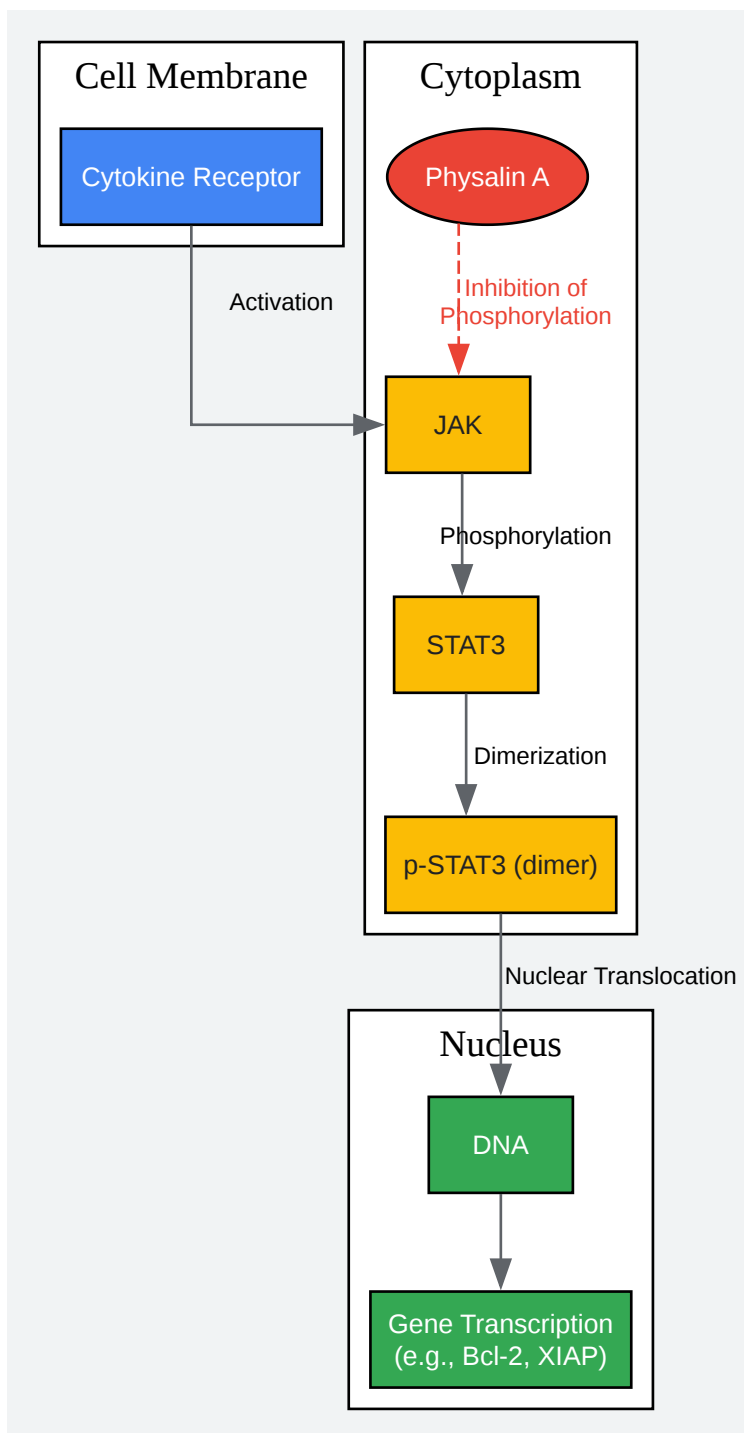 Cell Membrane
Cytokine Receptor
Activation
Cytoplasm
Physalin A
Inhibition of
Phosphorylation
JAK
Phosphorylation
STAT3
Dimerization
p-STAT3 (dimer)
Nuclear Translocation
Nucleus
DNA
Gene Transcription
(e.g., Bcl-2, XIAP)